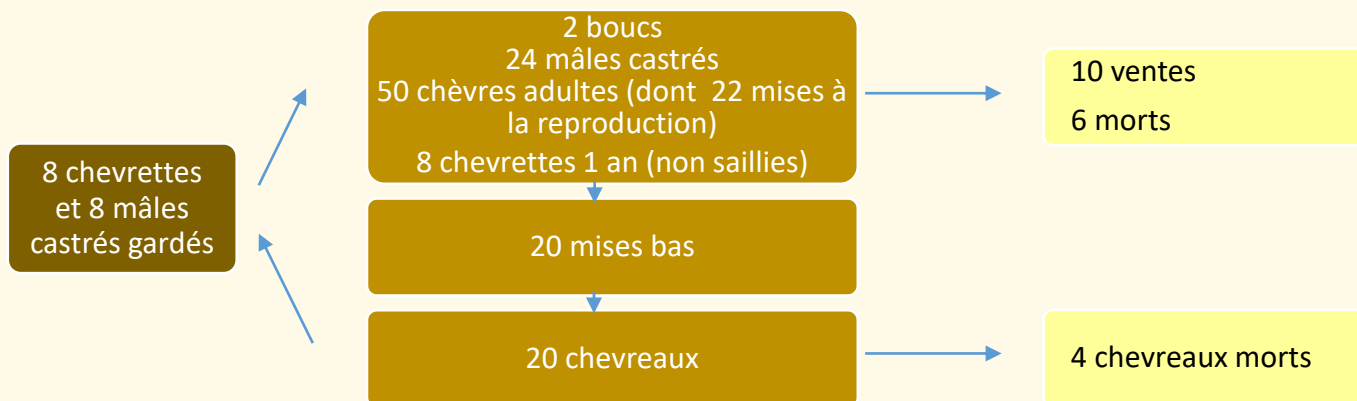 2 boucs
24 mâles castrés
50 chèvres adultes (dont 22 mises à
la reproduction)
8 chevrettes 1 an (non saillies)
10 ventes
6 morts
8 chevrettes
et 8 mâles
castrés gardés
20 mises bas
20 chevreaux
4 chevreaux morts